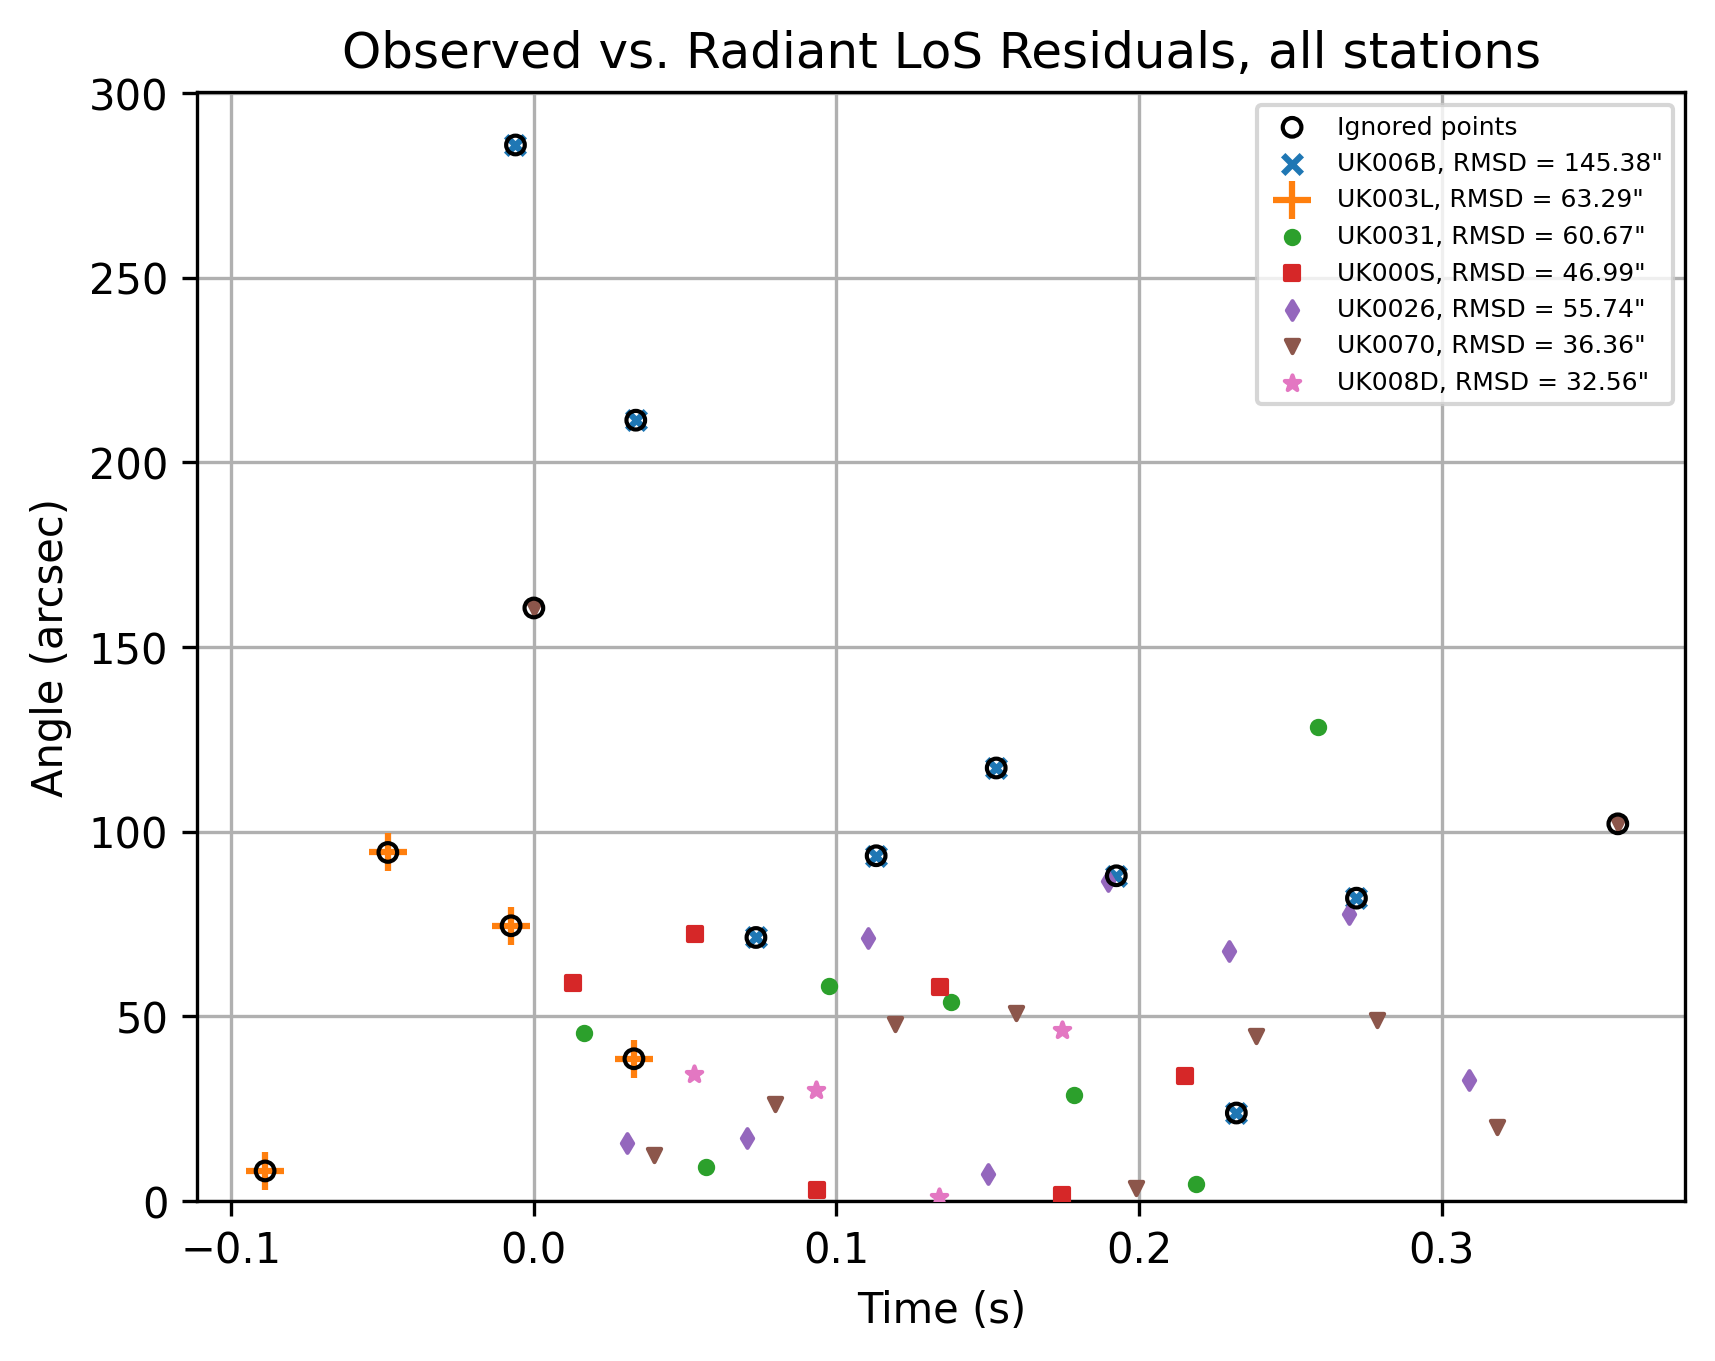 Observed vs. Radiant LoS Residuals, all stations
300
250
200
150
100
50
0
Angle (arcsec)
Ignored points
UK006B, RMSD = 145.38"
UK003L, RMSD = 63.29"
UK0031, RMSD = 60.67"
UK000S, RMSD = 46.99"
UK0026, RMSD = 55.74"
UK0070, RMSD = 36.36"
UK008D, RMSD = 32.56"
−0.1 0.0 0.1 0.2 0.3
Time (s)